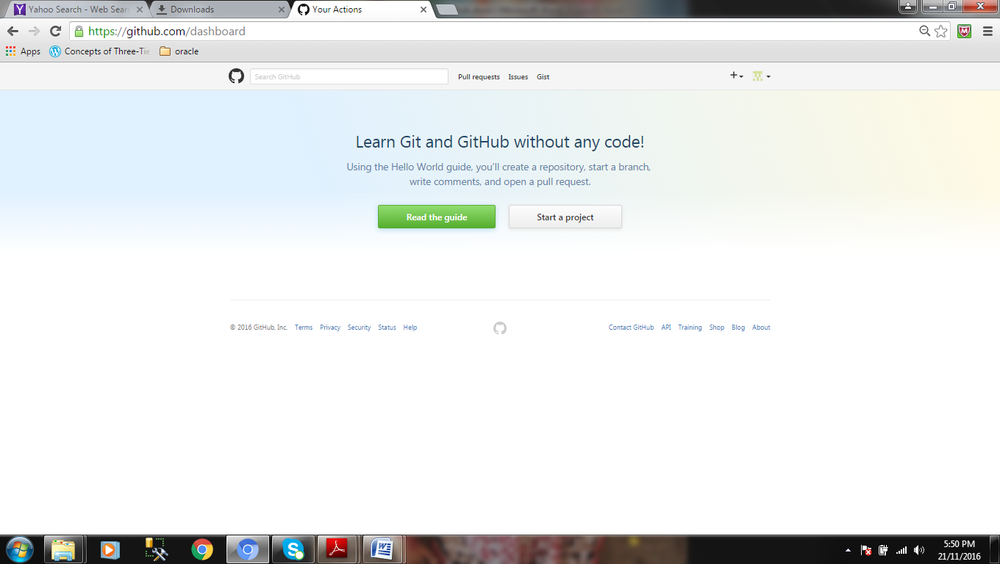 Yahoo Search - Web Sear
Downloads
Your Actions
https://github.com/dashboard
Apps
Concepts of Three-Tie
oracle
Search GitHub
Pull requests
Issues
Gist
Learn Git and GitHub without any code!
Using the Hello World guide, you’ll create a repository, start a branch,
write comments, and open a pull request.
Read the guide
Start a project
© 2016 GitHub, Inc. Terms Privacy Security Status Help
Contact GitHub API Training Shop Blog About
5:50 PM
21/11/2016